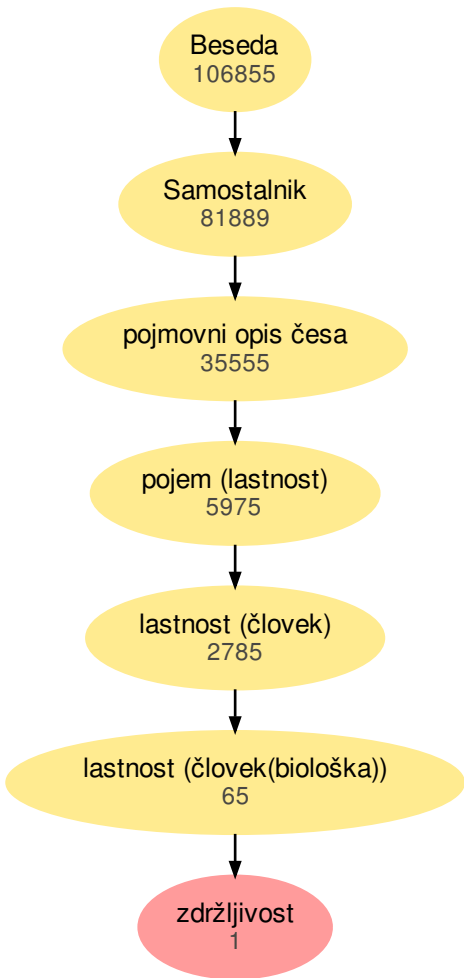 Beseda
106855
Samostalnik
81889
pojmovni opis česa
35555
pojem (lastnost)
5975
lastnost (človek)
2785
lastnost (človek(biološka))
65
zdržljivost
1